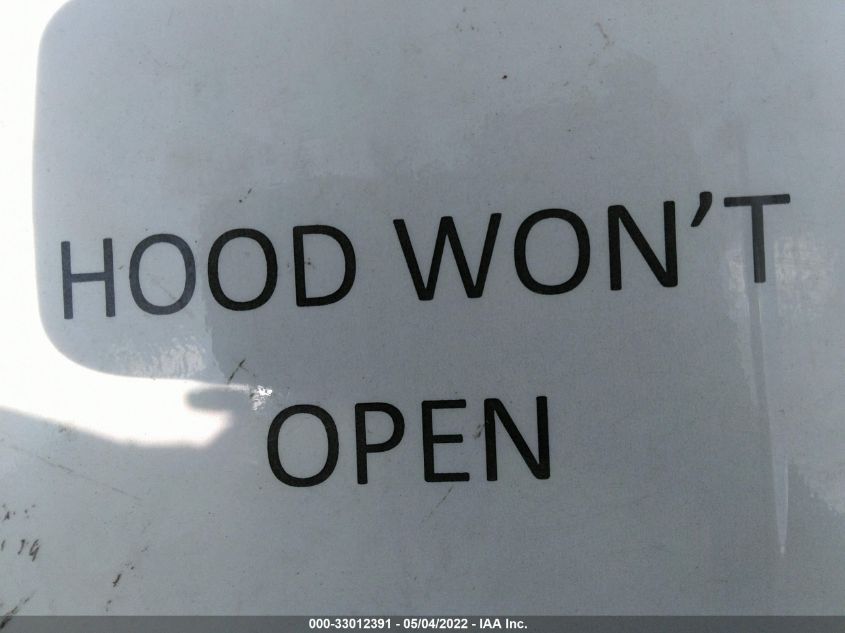 HOOD WON'T
OPEN
000-33012391 - 05/04/2022 - IAA Inc.